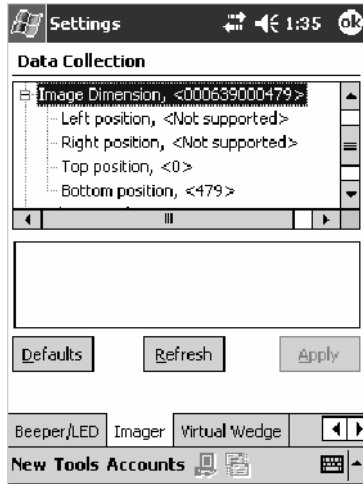 Settings 1:35 ok
Data Collection
Image Dimension, <000639000479>
Left position, <Not supported>
Right position, <Not supported>
Top position, <0>
Bottom position, <479>
Defaults Refresh Apply
Beeper/LED Imager Virtual Wedge
New Tools Accounts